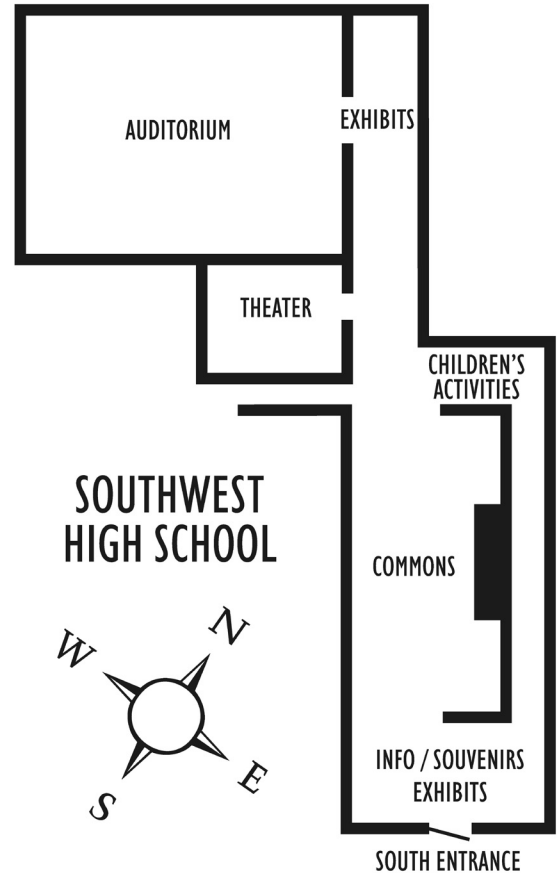 AUDITORIUM
EXHIBITS
THEATER
CHILDREN'S
ACTIVITIES
SOUTHWEST
HIGH SCHOOL
COMMONS
N
W
E
S
INFO / SOUVENIRS
EXHIBITS
SOUTH ENTRANCE